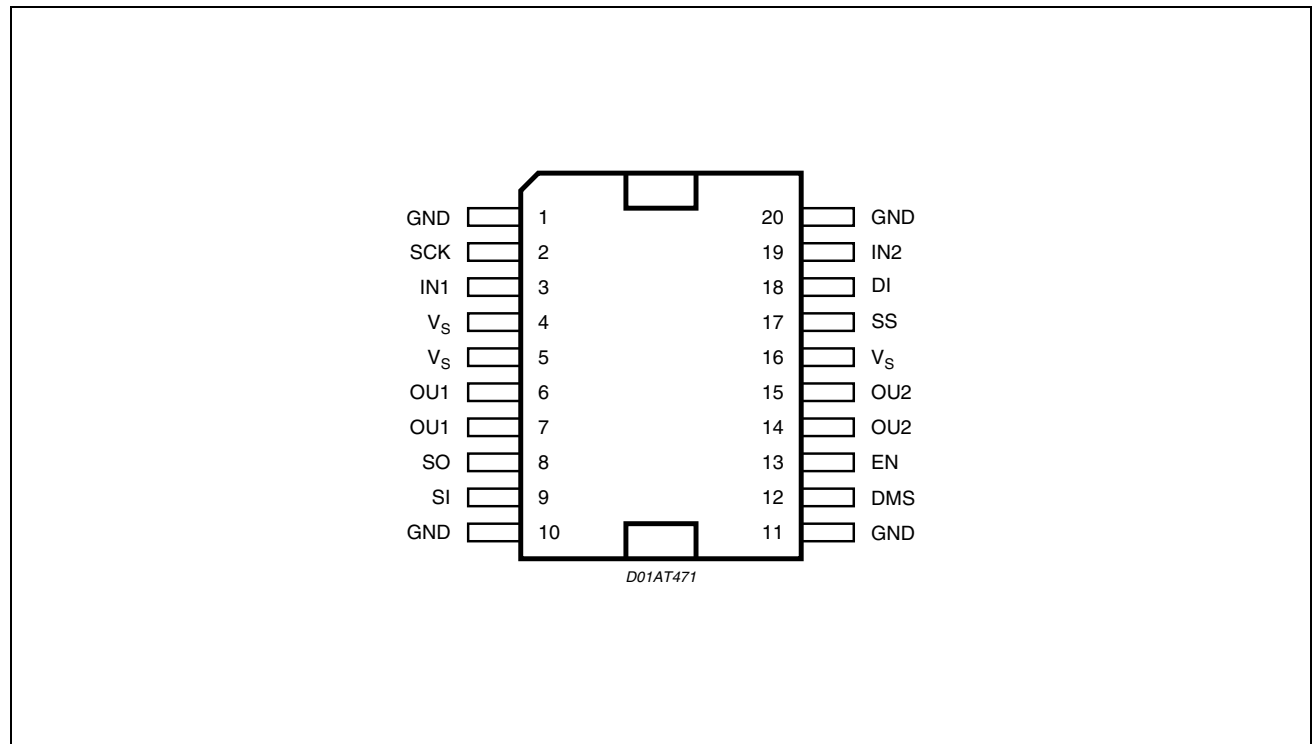 GND 1 20 GND
SCK 2 19 IN2
IN1 3 18 DI
VS 4 17 SS
VS 5 16 VS
OU1 6 15 OU2
OU1 7 14 OU2
SO 8 13 EN
SI 9 12 DMS
GND 10 11 GND
D01AT471